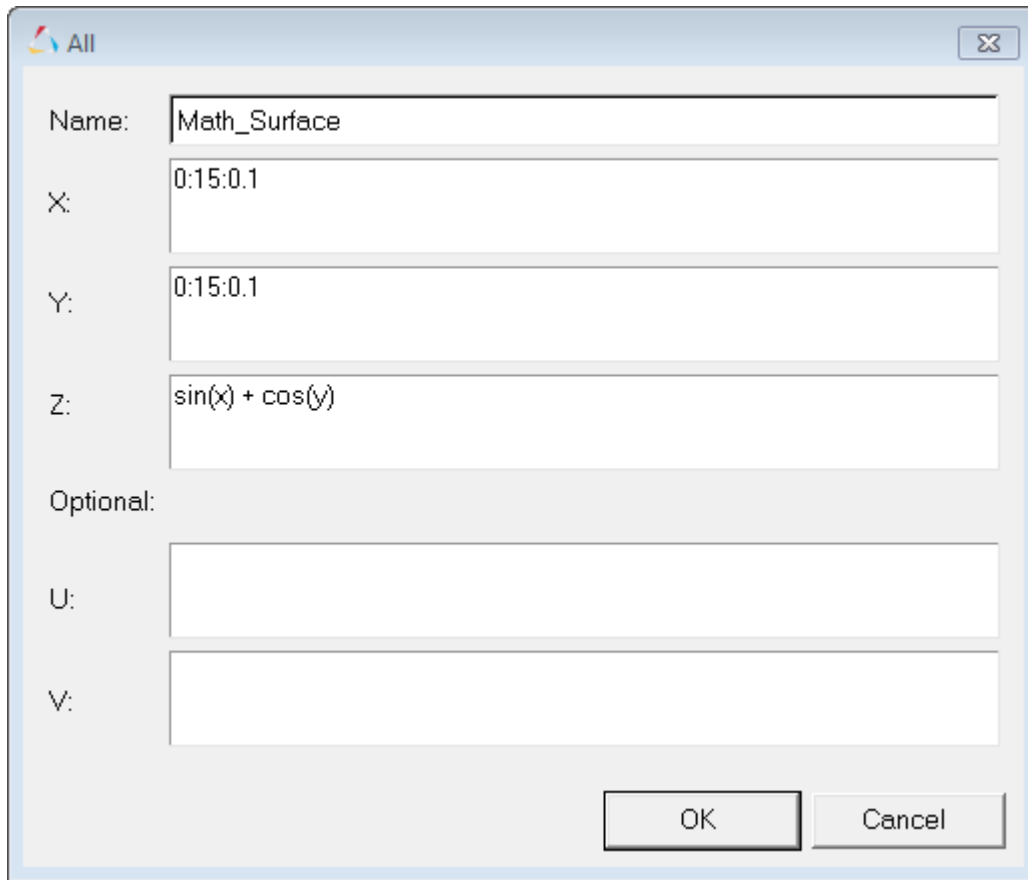 All
Name: Math_Surface
X: 0:15:0.1
Y: 0:15:0.1
Z: sin(x) + cos(y)
Optional:
U:
V:
OK Cancel